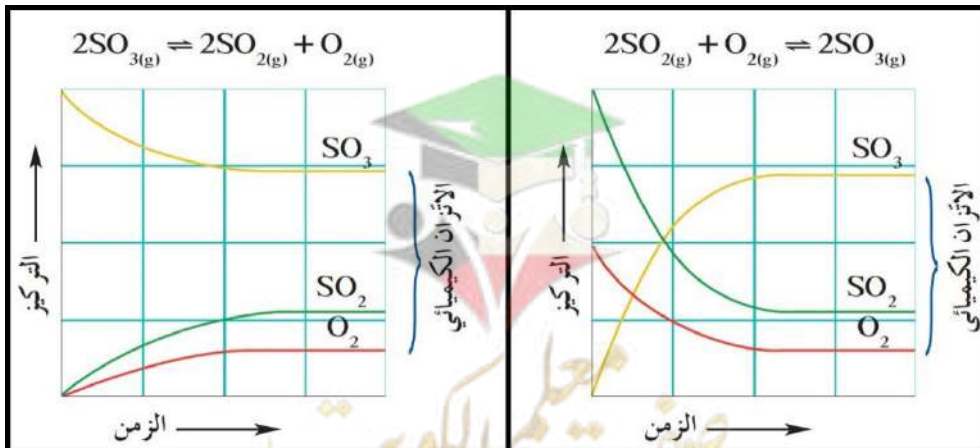 2SO₃(g) ⇌ 2SO₂(g) + O₂(g)
SO₃
SO₂
O₂
التركيز
الاتزان الكيميائي
الزمن
2SO₂(g) + O₂(g) ⇌ 2SO₃(g)
SO₃
SO₂
O₂
التركيز
الاتزان الكيميائي
الزمن